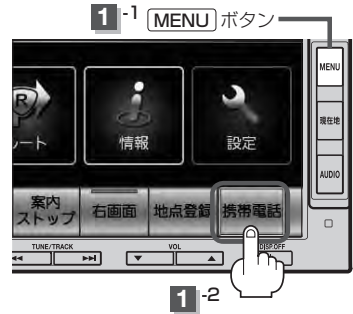 1 -1 MENU ボタン
MENU
現在地
AUDIO
R
ート
情報
設定
案内
ストップ
右画面
地点登録
携帯電話
TUNE/TRACK
VOL
DISP.OFF
1 -2